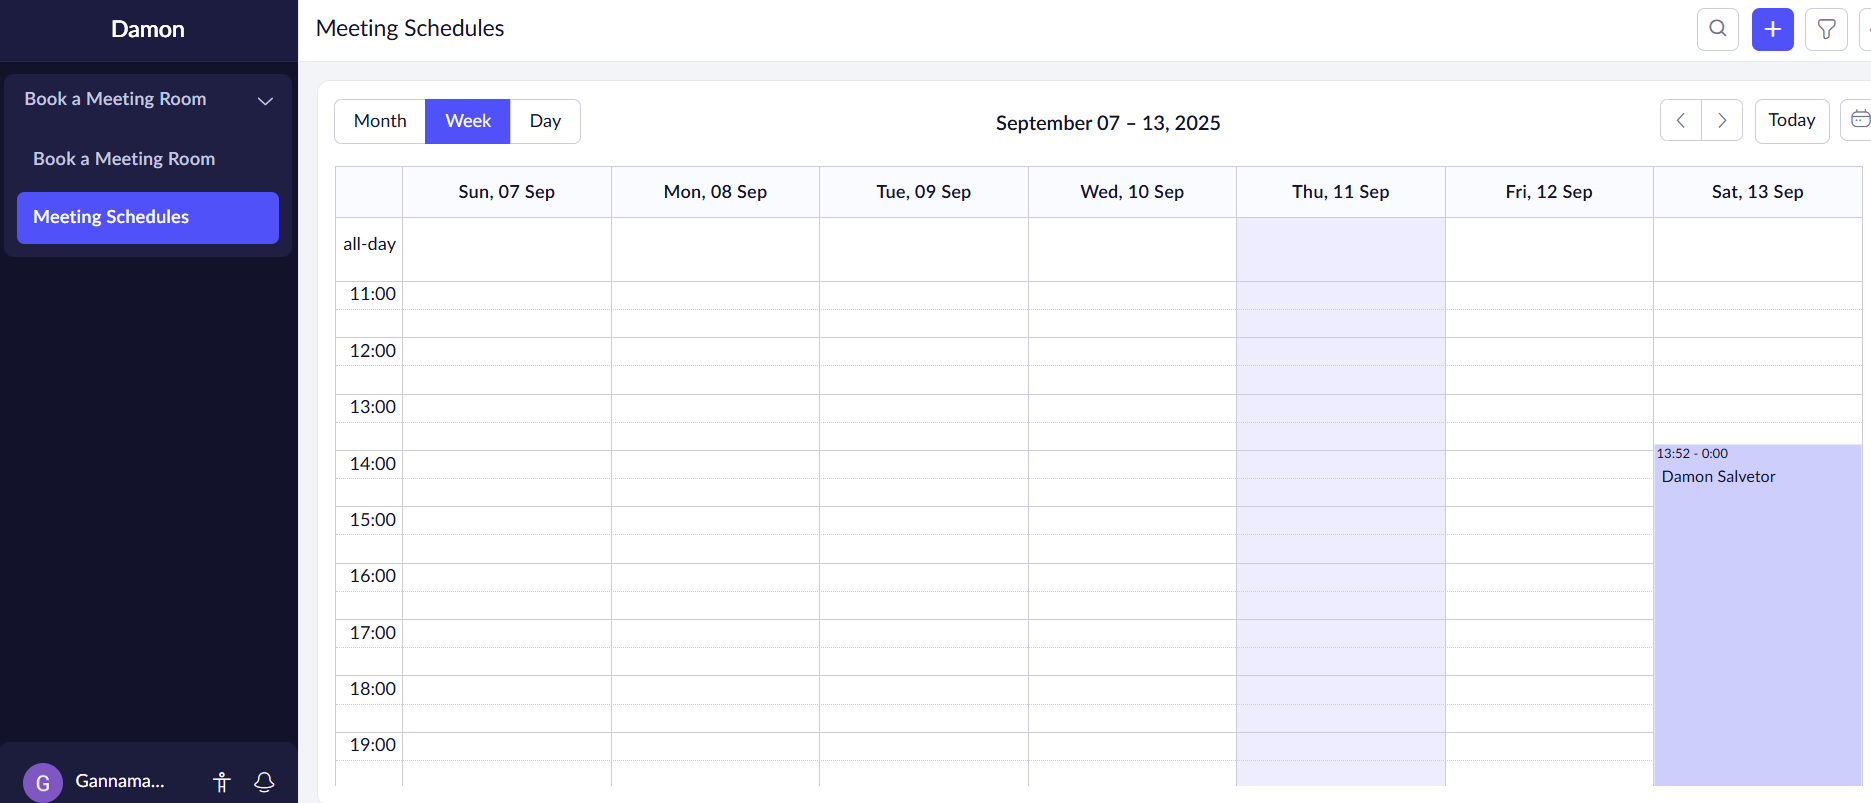 Damon
Meeting Schedules
Book a Meeting Room
Book a Meeting Room
Meeting Schedules
Month Week Day
September 07 – 13, 2025
Today
Sun, 07 Sep Mon, 08 Sep Tue, 09 Sep Wed, 10 Sep Thu, 11 Sep Fri, 12 Sep Sat, 13 Sep
all-day
11:00
12:00
13:00
13:52 - 0:00
14:00
Damon Salvetor
15:00
16:00
17:00
18:00
19:00
G Gannama...